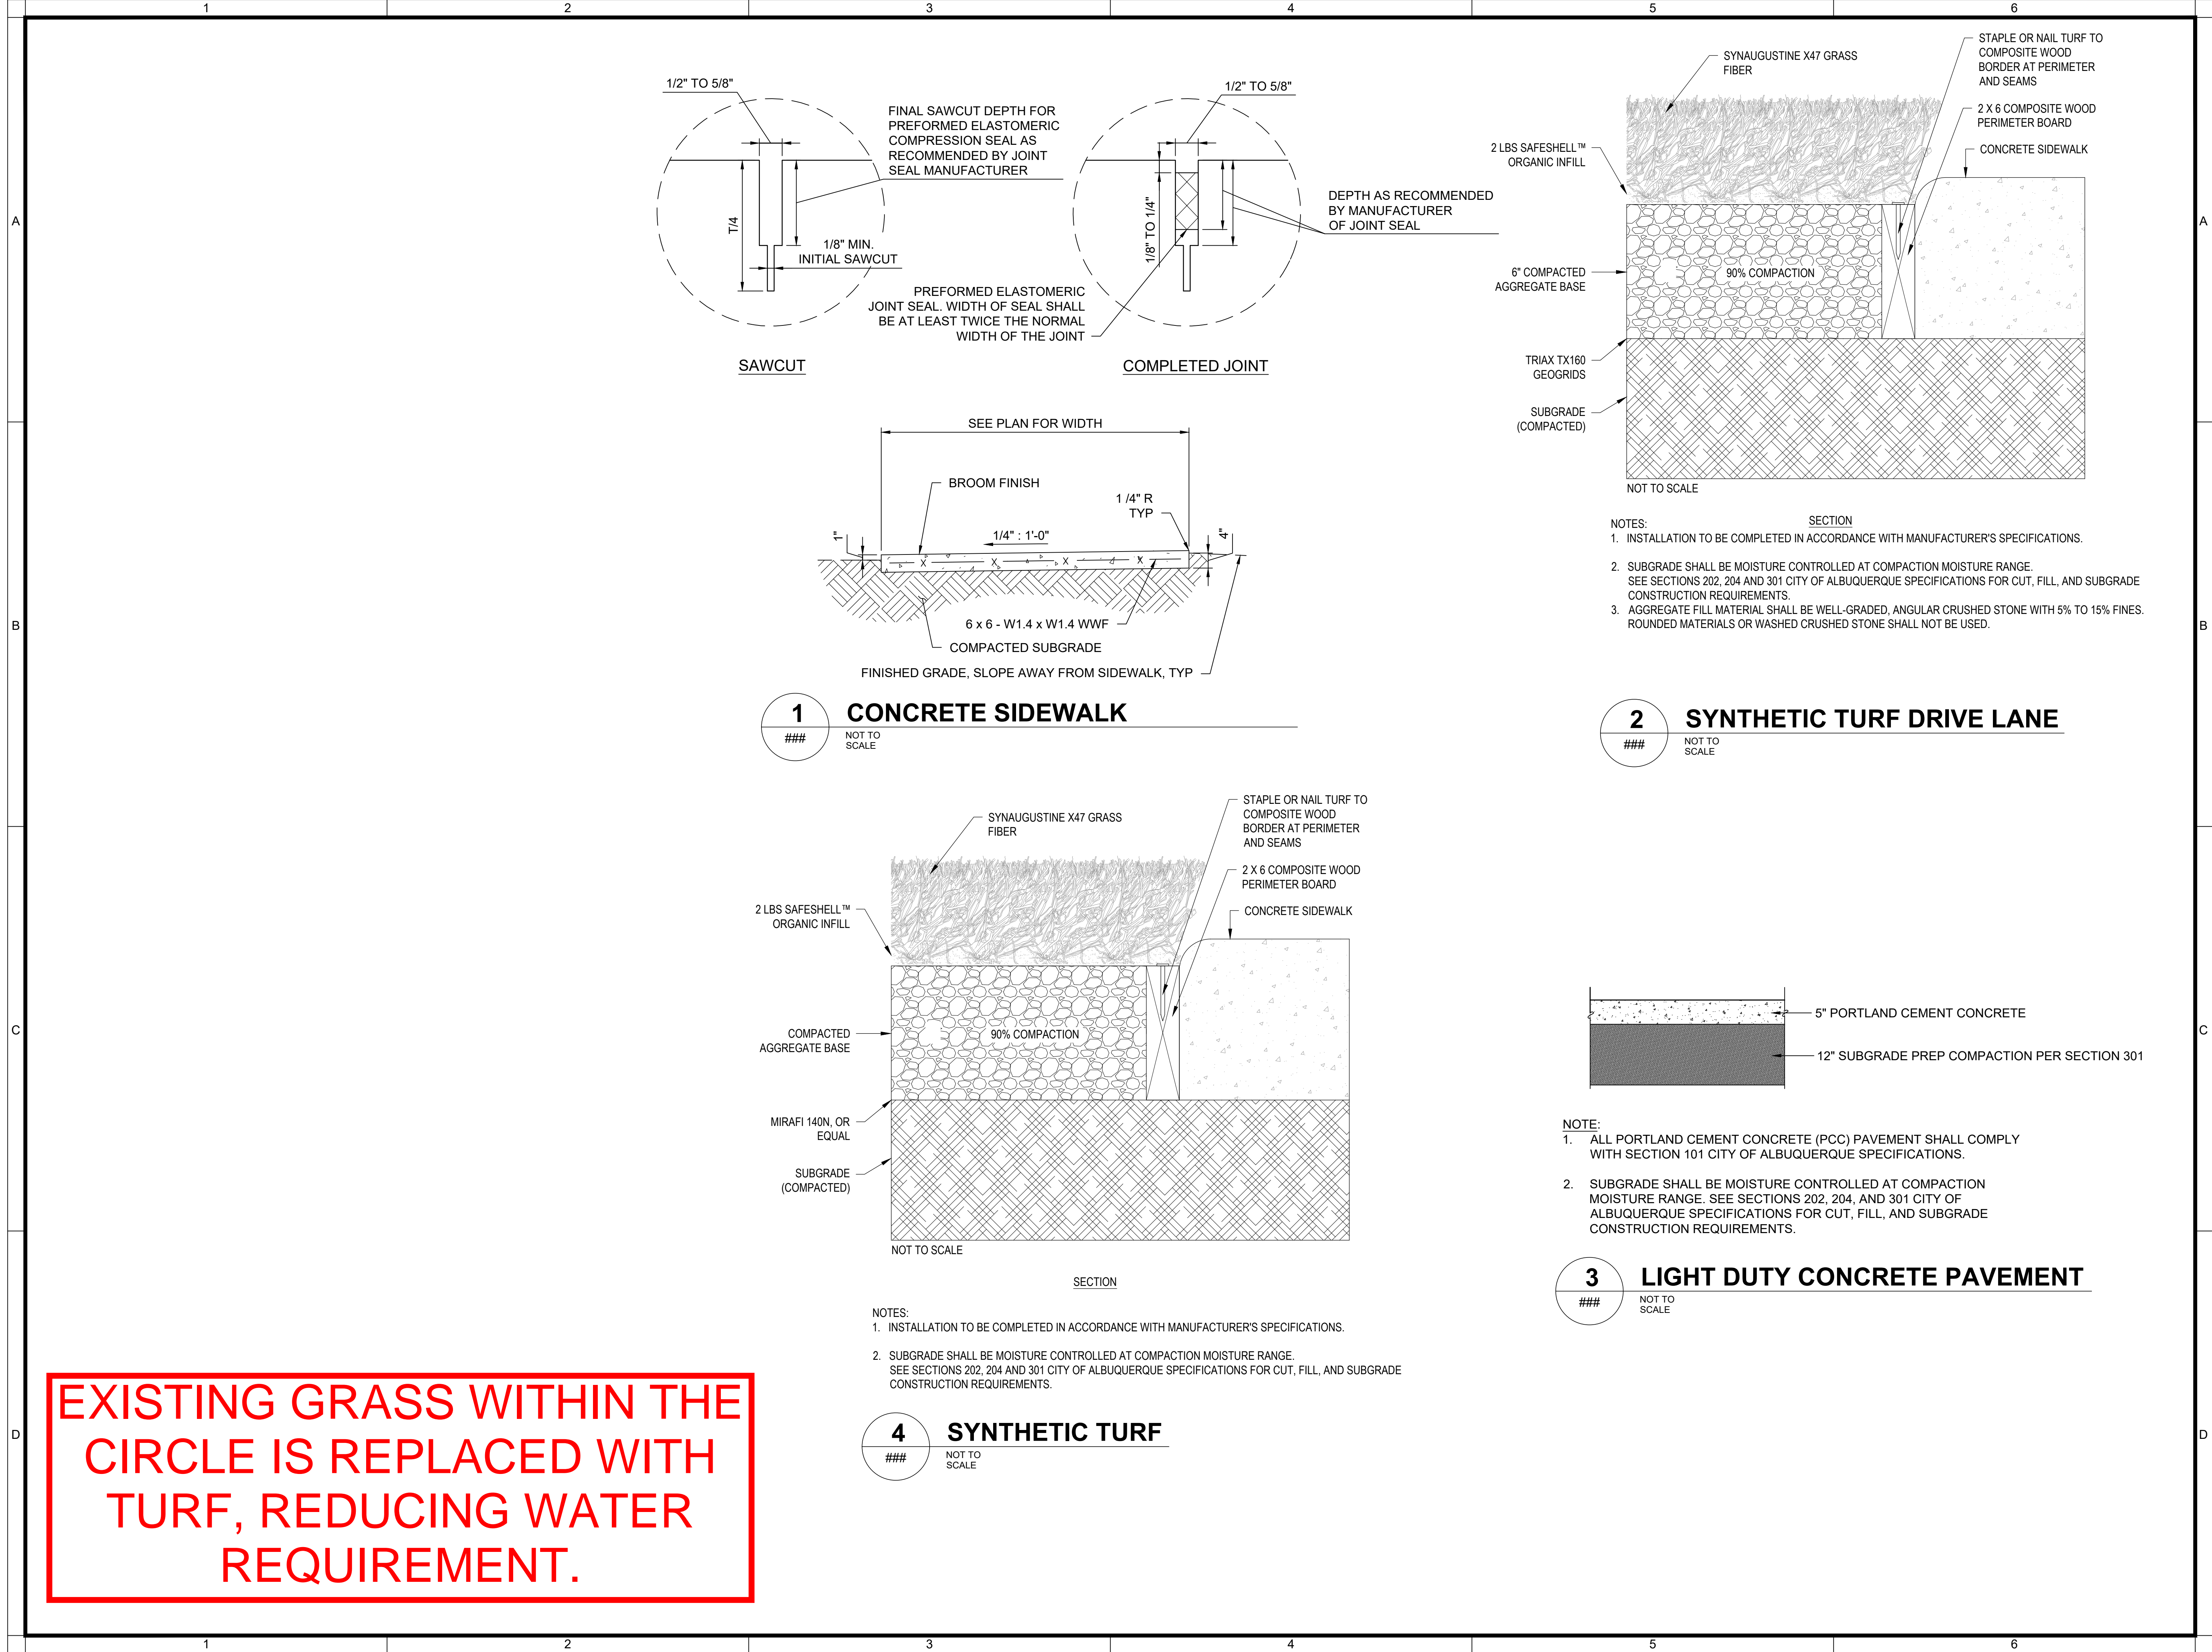 1 2 3 4 5 6
A
B
C
D
1/2" TO 5/8"
FINAL SAWCUT DEPTH FOR
PREFORMED ELASTOMERIC
COMPRESSION SEAL AS
RECOMMENDED BY JOINT
SEAL MANUFACTURER
T/4
1/8" MIN.
INITIAL SAWCUT
SAWCUT
1/2" TO 5/8"
1/8" TO 1/4"
DEPTH AS RECOMMENDED
BY MANUFACTURER
OF JOINT SEAL
PREFORMED ELASTOMERIC
JOINT SEAL. WIDTH OF SEAL SHALL
BE AT LEAST TWICE THE NORMAL
WIDTH OF THE JOINT
COMPLETED JOINT
SEE PLAN FOR WIDTH
BROOM FINISH
1 /4" R
TYP
1"
1/4" : 1'-0"
4"
X X X X
6 x 6 - W1.4 x W1.4 WWF
COMPACTED SUBGRADE
FINISHED GRADE, SLOPE AWAY FROM SIDEWALK, TYP
1
###
CONCRETE SIDEWALK
NOT TO
SCALE
SYNAUGUSTINE X47 GRASS
FIBER
STAPLE OR NAIL TURF TO
COMPOSITE WOOD
BORDER AT PERIMETER
AND SEAMS
2 X 6 COMPOSITE WOOD
PERIMETER BOARD
CONCRETE SIDEWALK
2 LBS SAFESHELL™
ORGANIC INFILL
6" COMPACTED
AGGREGATE BASE
90% COMPACTION
TRIAX TX160
GEOGRIDS
SUBGRADE
(COMPACTED)
NOT TO SCALE
SECTION
NOTES:
1. INSTALLATION TO BE COMPLETED IN ACCORDANCE WITH MANUFACTURER'S SPECIFICATIONS.
2. SUBGRADE SHALL BE MOISTURE CONTROLLED AT COMPACTION MOISTURE RANGE.
SEE SECTIONS 202, 204 AND 301 CITY OF ALBUQUERQUE SPECIFICATIONS FOR CUT, FILL, AND SUBGRADE
CONSTRUCTION REQUIREMENTS.
3. AGGREGATE FILL MATERIAL SHALL BE WELL-GRADED, ANGULAR CRUSHED STONE WITH 5% TO 15% FINES.
ROUNDED MATERIALS OR WASHED CRUSHED STONE SHALL NOT BE USED.
2
###
SYNTHETIC TURF DRIVE LANE
NOT TO
SCALE
SYNAUGUSTINE X47 GRASS
FIBER
STAPLE OR NAIL TURF TO
COMPOSITE WOOD
BORDER AT PERIMETER
AND SEAMS
2 X 6 COMPOSITE WOOD
PERIMETER BOARD
CONCRETE SIDEWALK
2 LBS SAFESHELL™
ORGANIC INFILL
COMPACTED
AGGREGATE BASE
90% COMPACTION
MIRAFI 140N, OR
EQUAL
SUBGRADE
(COMPACTED)
NOT TO SCALE
SECTION
NOTES:
1. INSTALLATION TO BE COMPLETED IN ACCORDANCE WITH MANUFACTURER'S SPECIFICATIONS.
2. SUBGRADE SHALL BE MOISTURE CONTROLLED AT COMPACTION MOISTURE RANGE.
SEE SECTIONS 202, 204 AND 301 CITY OF ALBUQUERQUE SPECIFICATIONS FOR CUT, FILL, AND SUBGRADE
CONSTRUCTION REQUIREMENTS.
4
###
SYNTHETIC TURF
NOT TO
SCALE
5" PORTLAND CEMENT CONCRETE
12" SUBGRADE PREP COMPACTION PER SECTION 301
NOTE:
1. ALL PORTLAND CEMENT CONCRETE (PCC) PAVEMENT SHALL COMPLY
WITH SECTION 101 CITY OF ALBUQUERQUE SPECIFICATIONS.
2. SUBGRADE SHALL BE MOISTURE CONTROLLED AT COMPACTION
MOISTURE RANGE. SEE SECTIONS 202, 204, AND 301 CITY OF
ALBUQUERQUE SPECIFICATIONS FOR CUT, FILL, AND SUBGRADE
CONSTRUCTION REQUIREMENTS.
3
###
LIGHT DUTY CONCRETE PAVEMENT
NOT TO
SCALE
EXISTING GRASS WITHIN THE
CIRCLE IS REPLACED WITH
TURF, REDUCING WATER
REQUIREMENT.
A
B
C
D
1 2 3 4 5 6